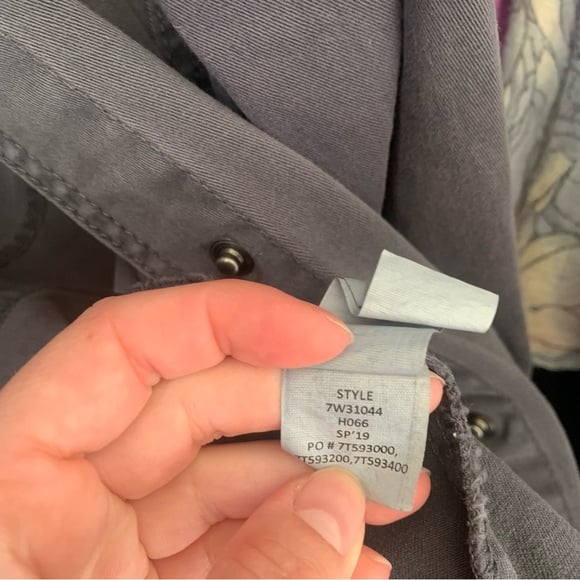 STYLE
7W31044
H066
SP'19
PO # 7T593000,
7T593200,7T593400